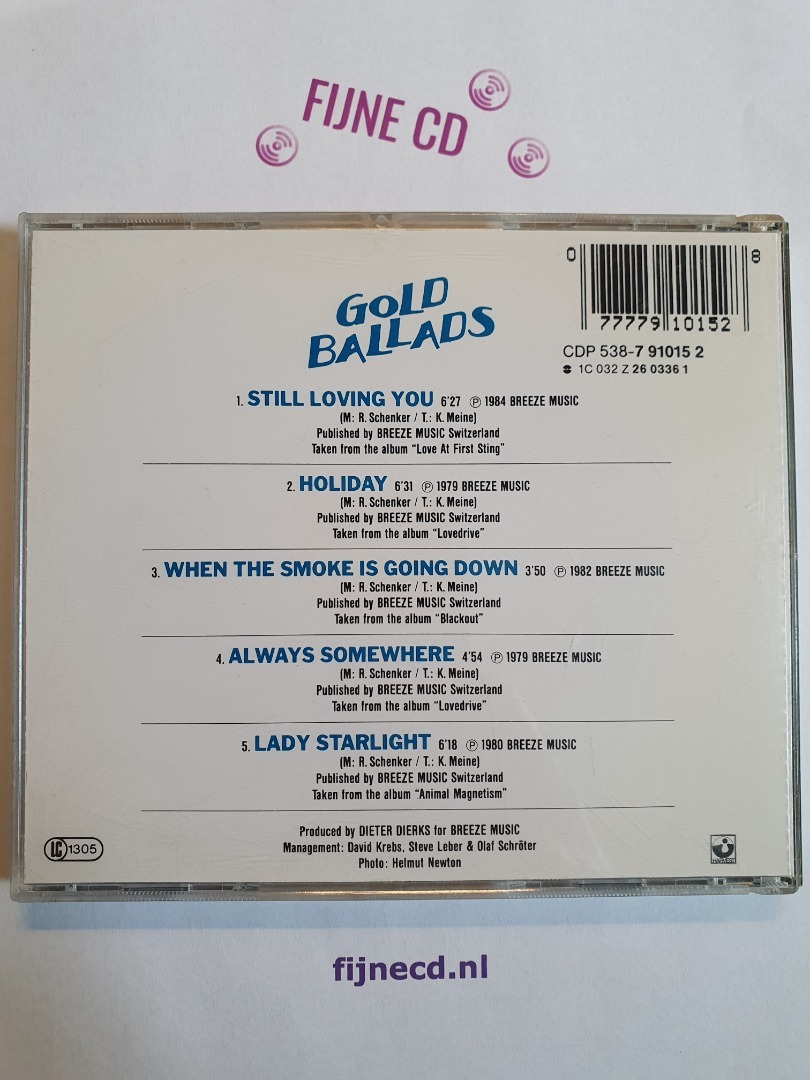 FIJNE CD
GOLD
BALLADS
0 77779 10152 8
CDP 538-7 91015 2
1C 032 Z 26 0336 1
1. STILL LOVING YOU 6'27 ℗ 1984 BREEZE MUSIC
(M: R. Schenker / T.: K. Meine)
Published by BREEZE MUSIC Switzerland
Taken from the album "Love At First Sting"
2. HOLIDAY 6'31 ℗ 1979 BREEZE MUSIC
(M: R. Schenker / T.: K. Meine)
Published by BREEZE MUSIC Switzerland
Taken from the album "Lovedrive"
3. WHEN THE SMOKE IS GOING DOWN 3'50 ℗ 1982 BREEZE MUSIC
(M: R. Schenker / T.: K. Meine)
Published by BREEZE MUSIC Switzerland
Taken from the album "Blackout"
4. ALWAYS SOMEWHERE 4'54 ℗ 1979 BREEZE MUSIC
(M: R. Schenker / T.: K. Meine)
Published by BREEZE MUSIC Switzerland
Taken from the album "Lovedrive"
5. LADY STARLIGHT 6'18 ℗ 1980 BREEZE MUSIC
(M: R. Schenker / T.: K. Meine)
Published by BREEZE MUSIC Switzerland
Taken from the album "Animal Magnetism"
Produced by DIETER DIERKS for BREEZE MUSIC
Management: David Krebs, Steve Leber & Olaf Schröter
Photo: Helmut Newton
LC 1305
HARVEST
fijnecd.nl